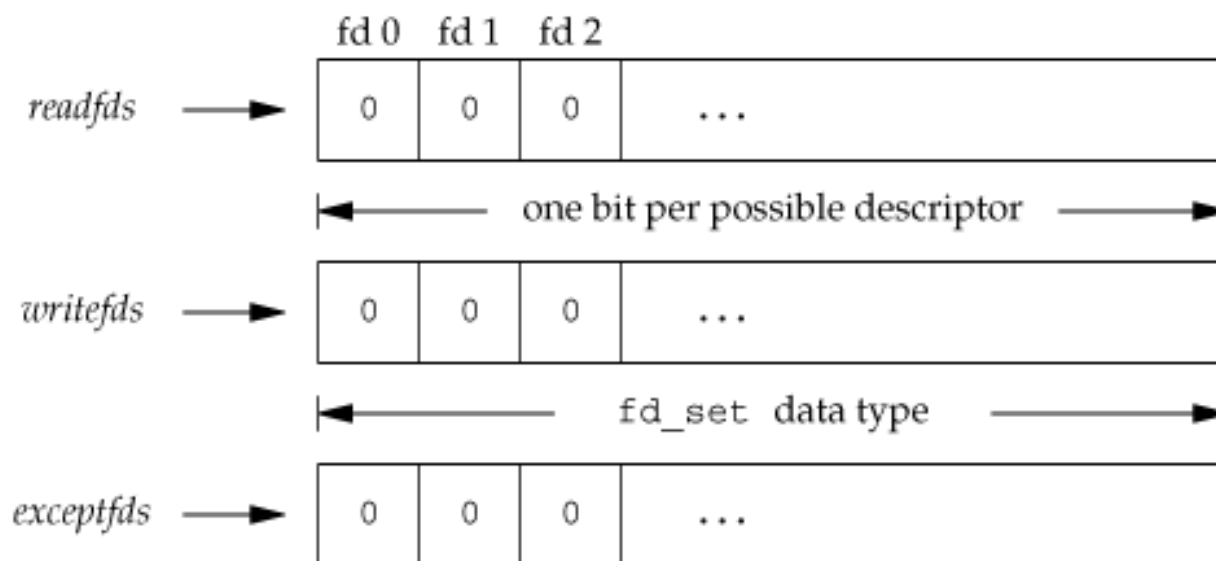 fd 0 fd 1 fd 2
readfds 0 0 0 ...
one bit per possible descriptor
writefds 0 0 0 ...
fd_set data type
exceptfds 0 0 0 ...